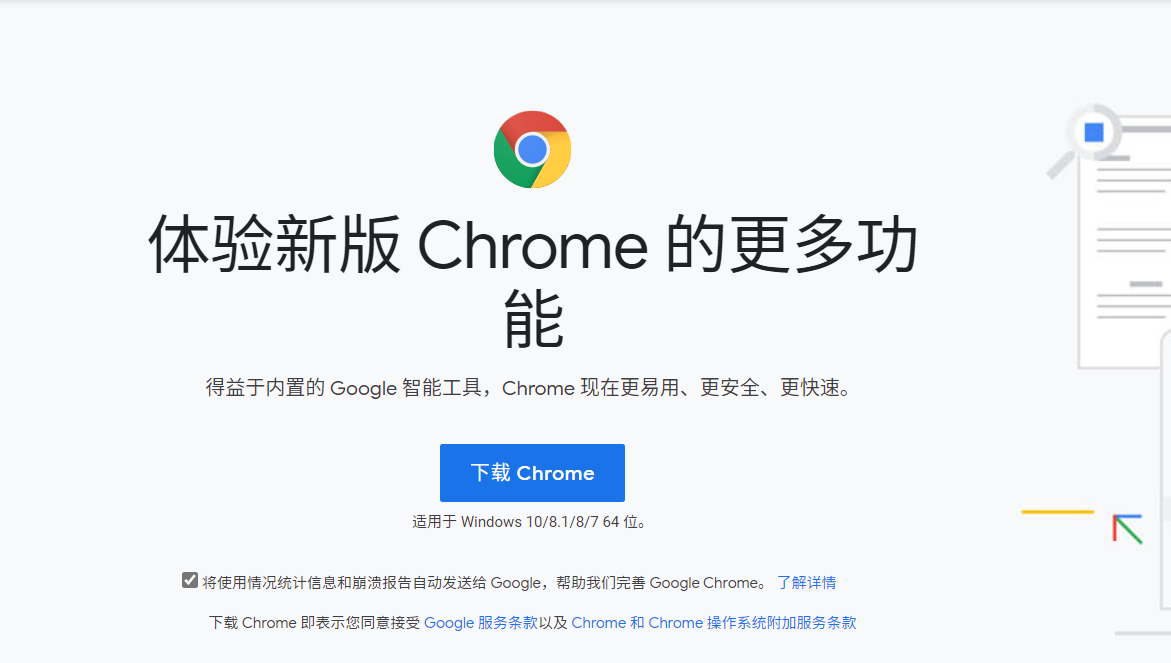 体验新版 Chrome 的更多功
能
得益于内置的 Google 智能工具，Chrome 现在更易用、更安全、更快速。
下载 Chrome
适用于 Windows 10/8.1/8/7 64 位。
将使用情况统计信息和崩溃报告自动发送给 Google，帮助我们完善 Google Chrome。 了解详情
下载 Chrome 即表示您同意接受 Google 服务条款以及 Chrome 和 Chrome 操作系统附加服务条款